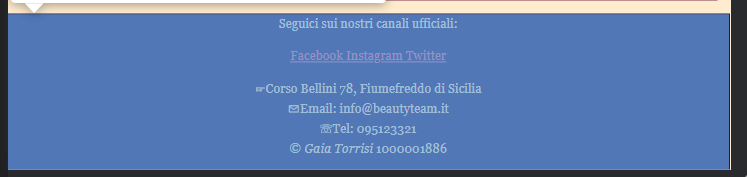 Seguici sui nostri canali ufficiali:
Facebook Instagram Twitter
☞Corso Bellini 78, Fiumefreddo di Sicilia
✉Email: info@beautyteam.it
☏Tel: 095123321
© Gaia Torrisi 1000001886